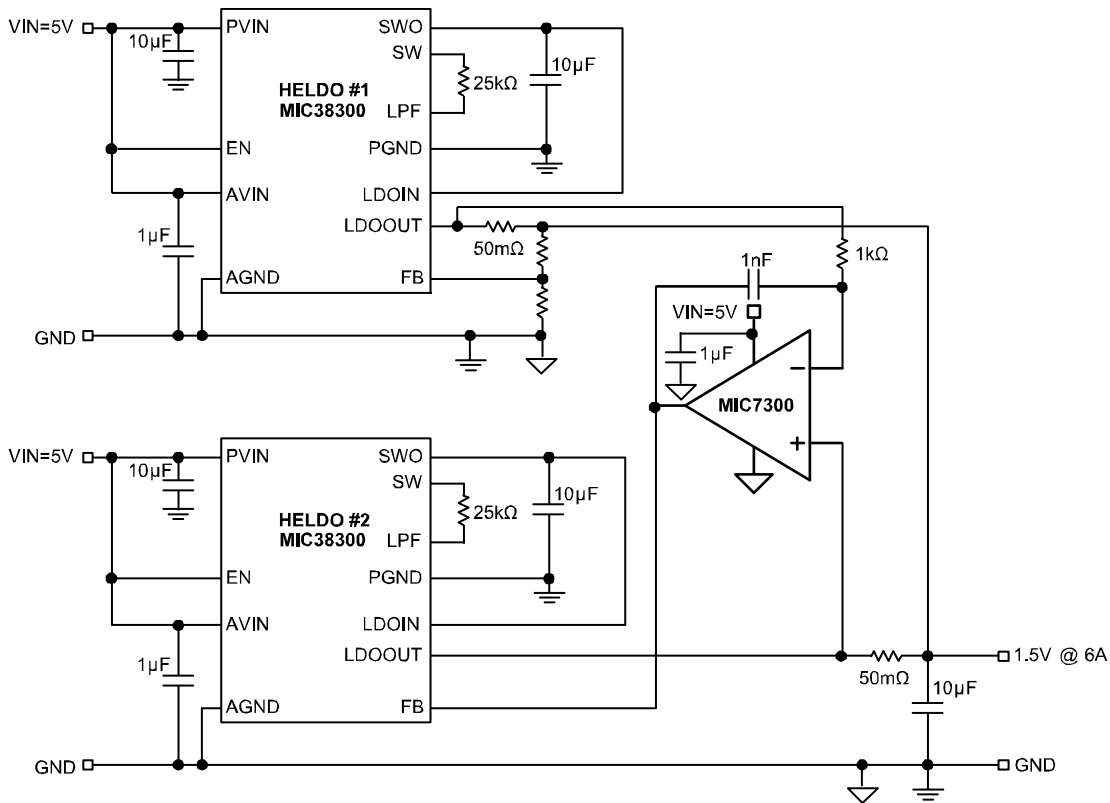 VIN=5V
10µF
PVIN
SWO
SW
25kΩ
10µF
HELDO #1
MIC38300
LPF
EN
PGND
AVIN
LDOIN
1µF
LDOOUT
50mΩ
1kΩ
AGND
FB
1nF
VIN=5V
GND
1µF
MIC7300
VIN=5V
10µF
PVIN
SWO
SW
25kΩ
10µF
HELDO #2
MIC38300
LPF
EN
PGND
AVIN
LDOIN
1µF
LDOOUT
50mΩ
1.5V @ 6A
AGND
FB
10µF
GND
GND